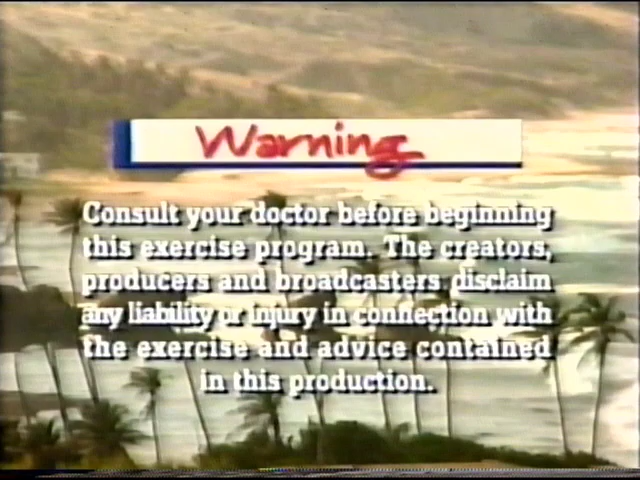 Warning
Consult your doctor before beginning
this exercise program. The creators,
producers and broadcasters disclaim
any liability or injury in connection with
the exercise and advice contained
in this production.